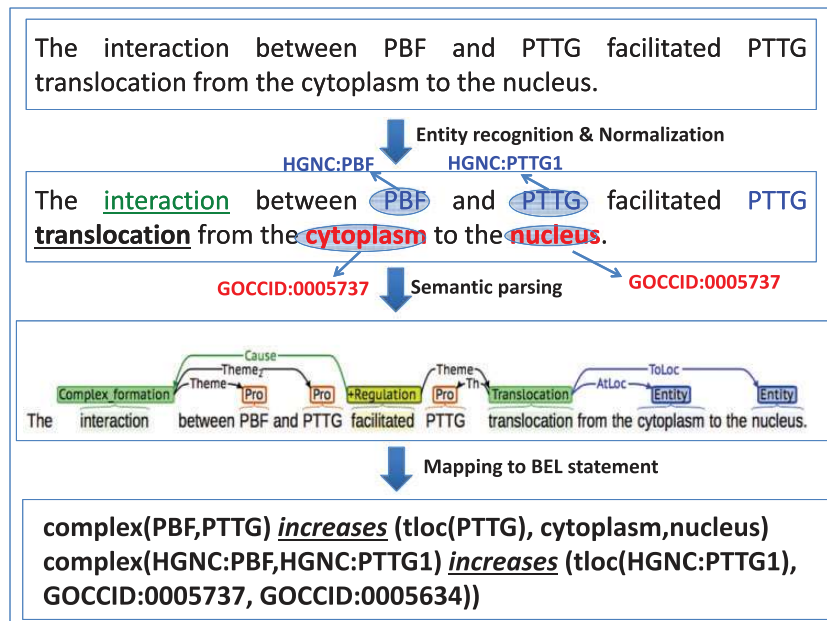 The interaction between PBF and PTTG facilitated PTTG
translocation from the cytoplasm to the nucleus.
Entity recognition & Normalization
HGNC:PBF
HGNC:PTTG1
The interaction between PBF and PTTG facilitated PTTG
translocation from the cytoplasm to the nucleus.
GOCCID:0005737
Semantic parsing
GOCCID:0005737
Cause
Theme2
Theme
ToLoc
Theme
Th
AtLoc
Complex_formation
Pro
Pro
+Regulation
Pro
Translocation
Entity
Entity
The interaction between PBF and PTTG facilitated PTTG translocation from the cytoplasm to the nucleus.
Mapping to BEL statement
complex(PBF,PTTG) increases (tloc(PTTG), cytoplasm,nucleus)
complex(HGNC:PBF,HGNC:PTTG1) increases (tloc(HGNC:PTTG1),
GOCCID:0005737, GOCCID:0005634))